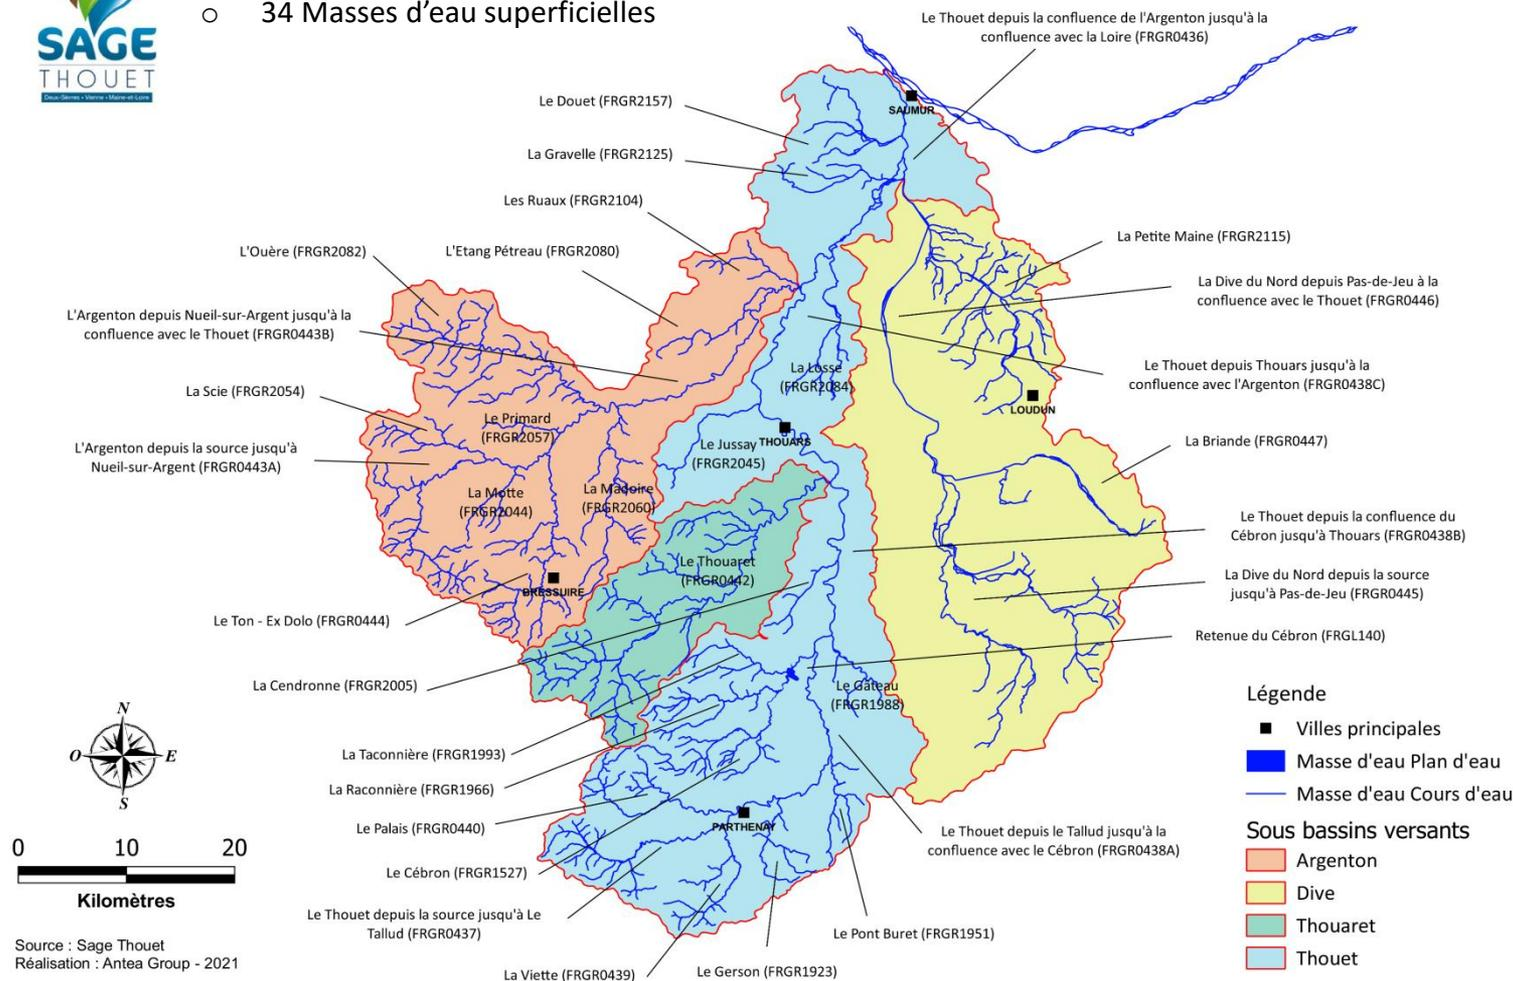 ○ 34 Masses d’eau superficielles
SAGE
THOUET
Deux-Sèvres • Vienne • Maine-et-Loire
Le Thouet depuis la confluence de l'Argenton jusqu'à la
confluence avec la Loire (FRGR0436)
Le Douet (FRGR2157)
SAUMUR
La Gravelle (FRGR2125)
Les Ruaux (FRGR2104)
L'Ouère (FRGR2082)
L'Etang Pétreau (FRGR2080)
La Petite Maine (FRGR2115)
La Dive du Nord depuis Pas-de-Jeu à la
confluence avec le Thouet (FRGR0446)
L'Argenton depuis Nueil-sur-Argent jusqu'à la
confluence avec le Thouet (FRGR0443B)
Le Thouet depuis Thouars jusqu'à la
confluence avec l'Argenton (FRGR0438C)
La Losse
(FRGR2084)
La Scie (FRGR2054)
LOUDUN
Le Primard
(FRGR2057)
L'Argenton depuis la source jusqu'à
Nueil-sur-Argent (FRGR0443A)
Le Jussay
(FRGR2045)
THOUARS
La Briande (FRGR0447)
La Motte
(FRGR2044)
La Madoire
(FRGR2060)
Le Thouet depuis la confluence du
Cébron jusqu'à Thouars (FRGR0438B)
Le Thouaret
(FRGR0442)
BRESSUIRE
La Dive du Nord depuis la source
jusqu'à Pas-de-Jeu (FRGR0445)
Le Ton - Ex Dolo (FRGR0444)
Retenue du Cébron (FRGL140)
La Cendronne (FRGR2005)
Le Gâteau
(FRGR1988)
La Taconnière (FRGR1993)
La Raconnière (FRGR1966)
Le Palais (FRGR0440)
PARTHENAY
Le Thouet depuis le Tallud jusqu'à la
confluence avec le Cébron (FRGR0438A)
Le Cébron (FRGR1527)
Le Thouet depuis la source jusqu'à Le
Tallud (FRGR0437)
Le Pont Buret (FRGR1951)
La Viette (FRGR0439)
Le Gerson (FRGR1923)
N
O
E
S
0 10 20
Kilomètres
Source : Sage Thouet
Réalisation : Antea Group - 2021
Légende
Villes principales
Masse d'eau Plan d'eau
Masse d'eau Cours d'eau
Sous bassins versants
Argenton
Dive
Thouaret
Thouet